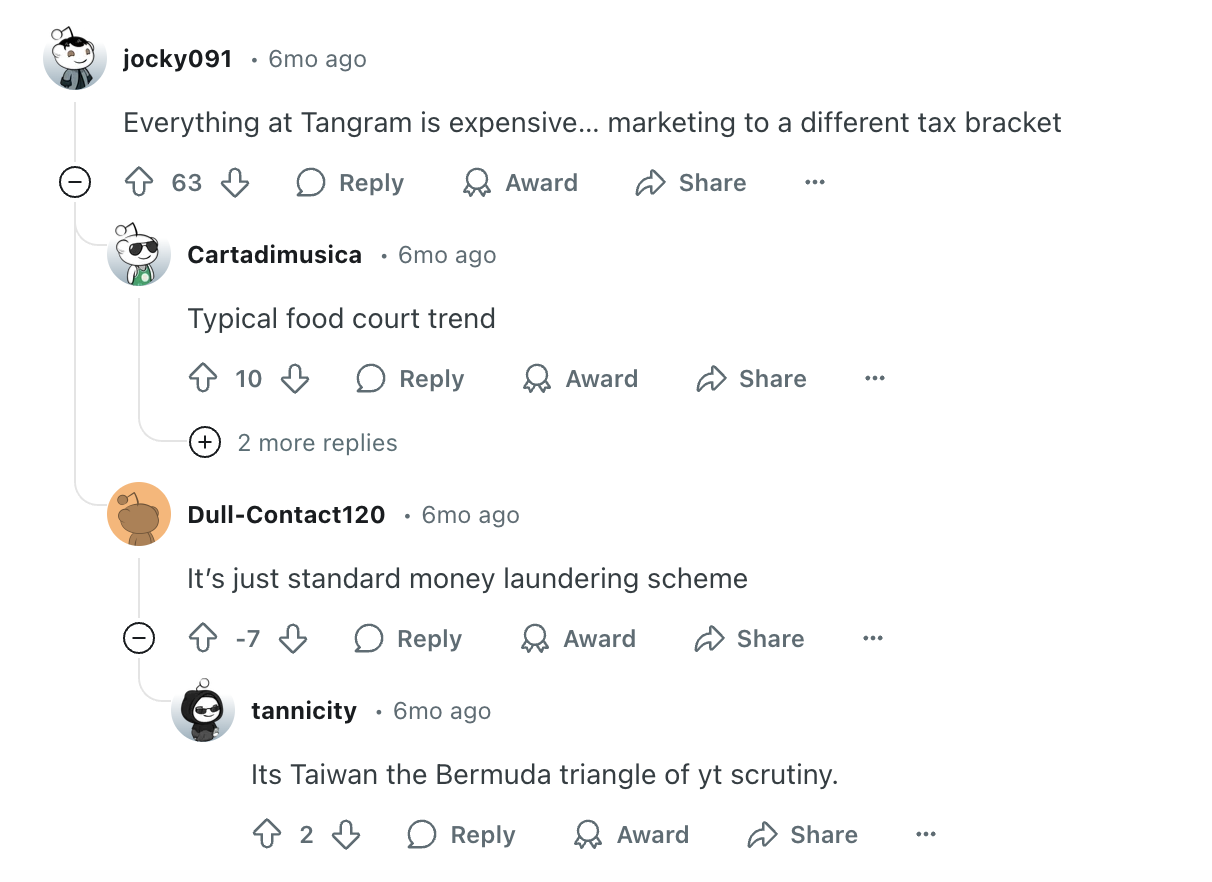 jocky091 • 6mo ago
Everything at Tangram is expensive... marketing to a different tax bracket
63 Reply Award Share ...
Cartadimusica • 6mo ago
Typical food court trend
10 Reply Award Share ...
2 more replies
Dull-Contact120 • 6mo ago
It’s just standard money laundering scheme
-7 Reply Award Share ...
tannicity • 6mo ago
Its Taiwan the Bermuda triangle of yt scrutiny.
2 Reply Award Share ...